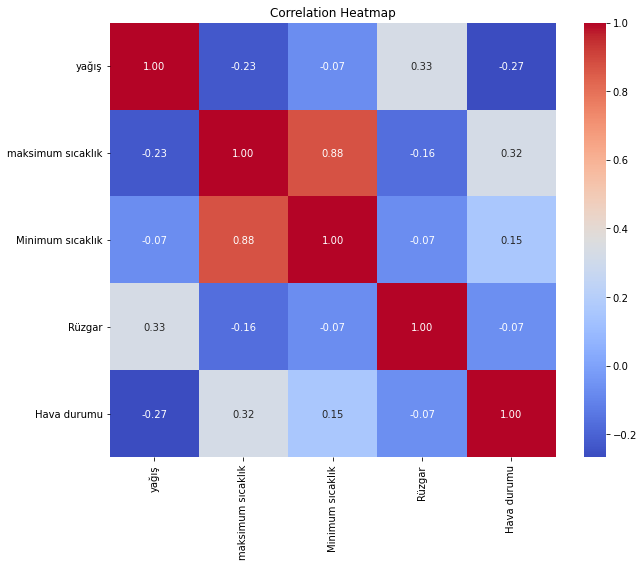 Correlation Heatmap
yağış 1.00 -0.23 -0.07 0.33 -0.27
maksimum sıcaklık -0.23 1.00 0.88 -0.16 0.32
Minimum sıcaklık -0.07 0.88 1.00 -0.07 0.15
Rüzgar 0.33 -0.16 -0.07 1.00 -0.07
Hava durumu -0.27 0.32 0.15 -0.07 1.00
yağış
maksimum sıcaklık
Minimum sıcaklık
Rüzgar
Hava durumu
1.0
0.8
0.6
0.4
0.2
0.0
−0.2